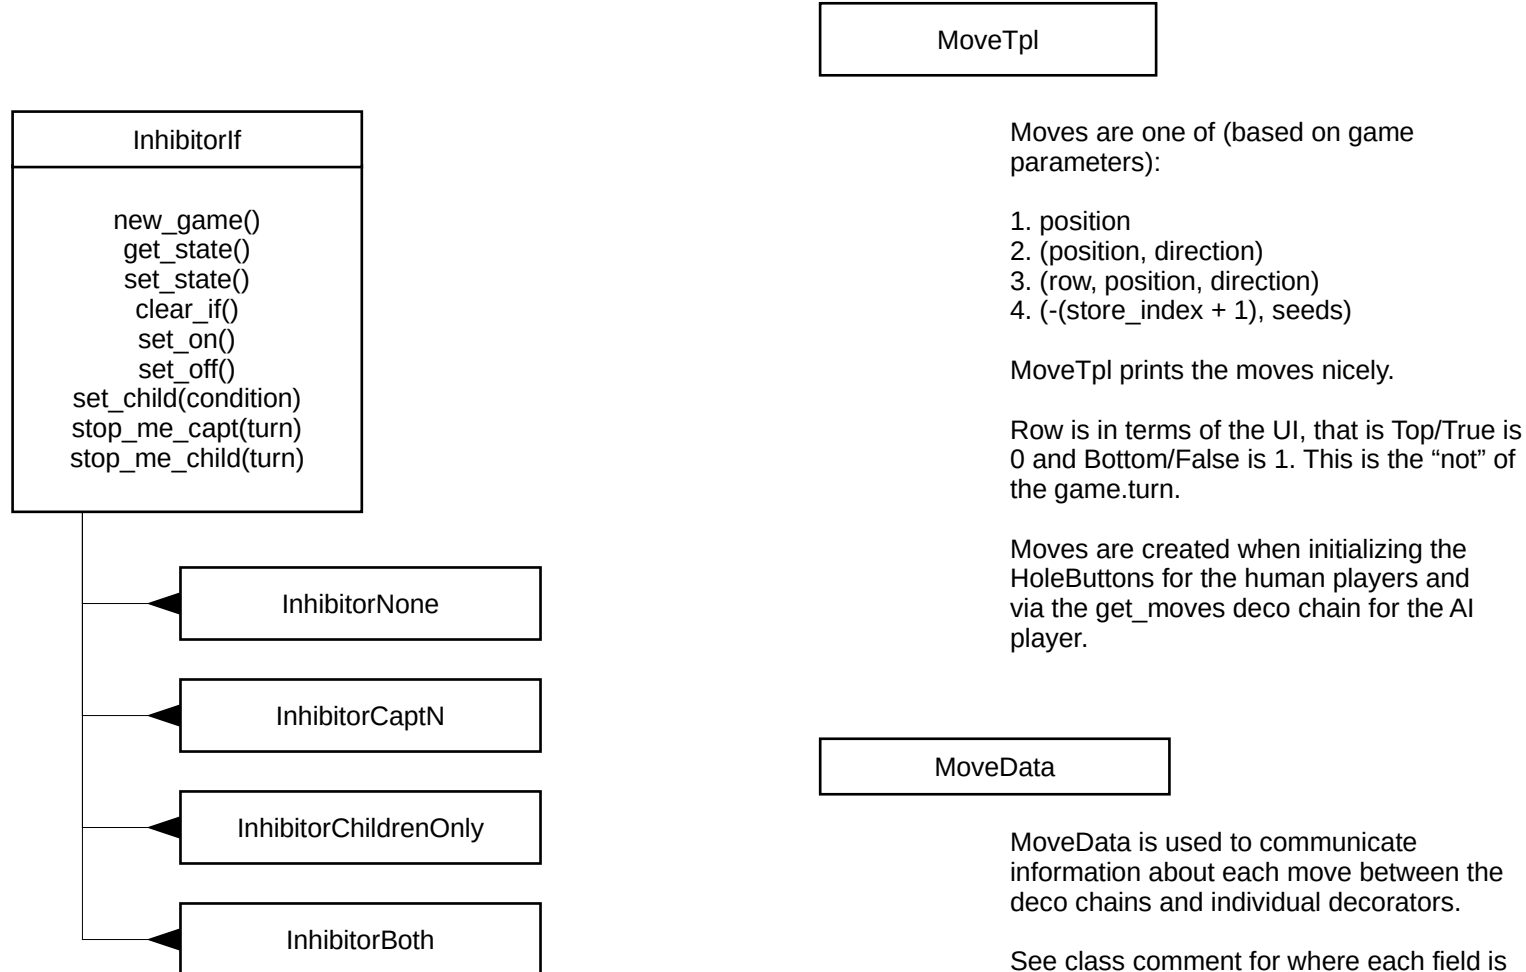 InhibitorIf
new_game()
get_state()
set_state()
clear_if()
set_on()
set_off()
set_child(condition)
stop_me_capt(turn)
stop_me_child(turn)
InhibitorNone
InhibitorCaptN
InhibitorChildrenOnly
InhibitorBoth
MoveTpl
Moves are one of (based on game
parameters):
1. position
2. (position, direction)
3. (row, position, direction)
4. (-(store_index + 1), seeds)
MoveTpl prints the moves nicely.
Row is in terms of the UI, that is Top/True is
0 and Bottom/False is 1. This is the “not” of
the game.turn.
Moves are created when initializing the
HoleButtons for the human players and
via the get_moves deco chain for the AI
player.
MoveData
MoveData is used to communicate
information about each move between the
deco chains and individual decorators.
See class comment for where each field is